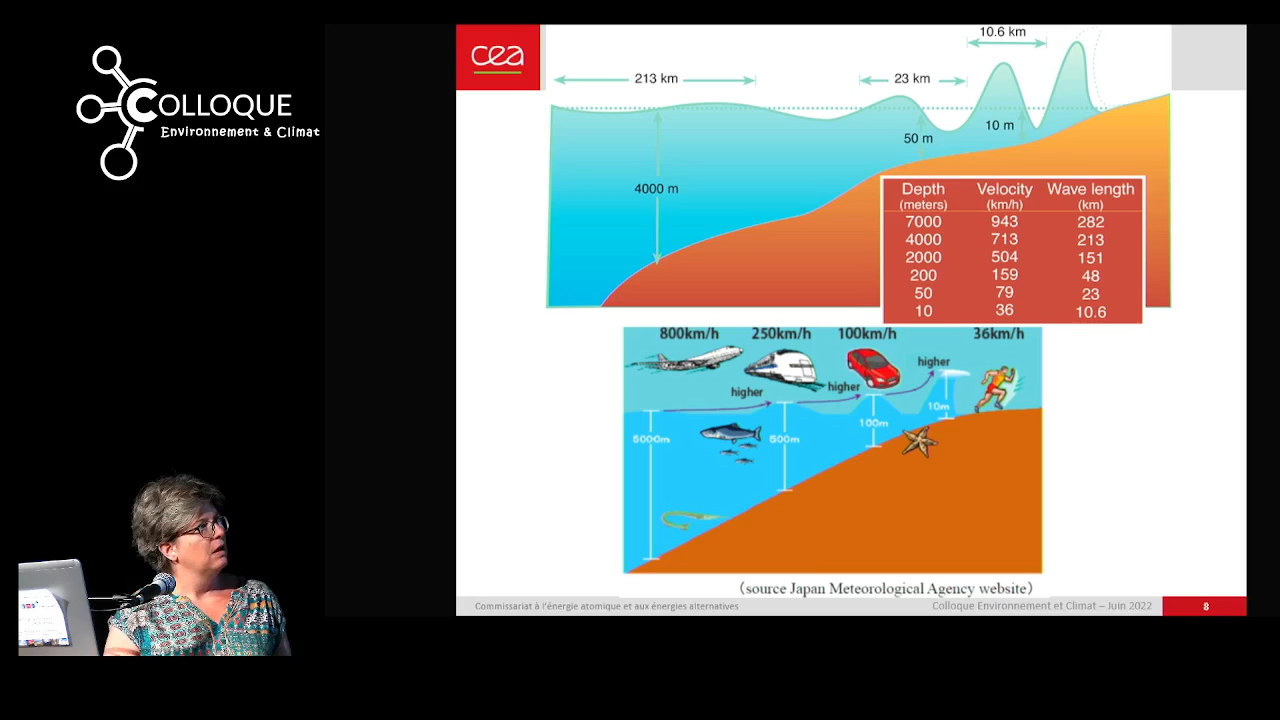 COLLOQUE
Environnement & Climat
cea
10.6 km
213 km
23 km
10 m
50 m
4000 m
Depth Velocity Wave length
(meters) (km/h) (km)
7000 943 282
4000 713 213
2000 504 151
200 159 48
50 79 23
10 36 10.6
800km/h 250km/h 100km/h 36km/h
higher
higher
higher
10m
100m
5000m
500m
(source Japan Meteorological Agency website)
Commissariat à l'énergie atomique et aux énergies alternatives
Colloque Environnement et Climat – Juin 2022
8